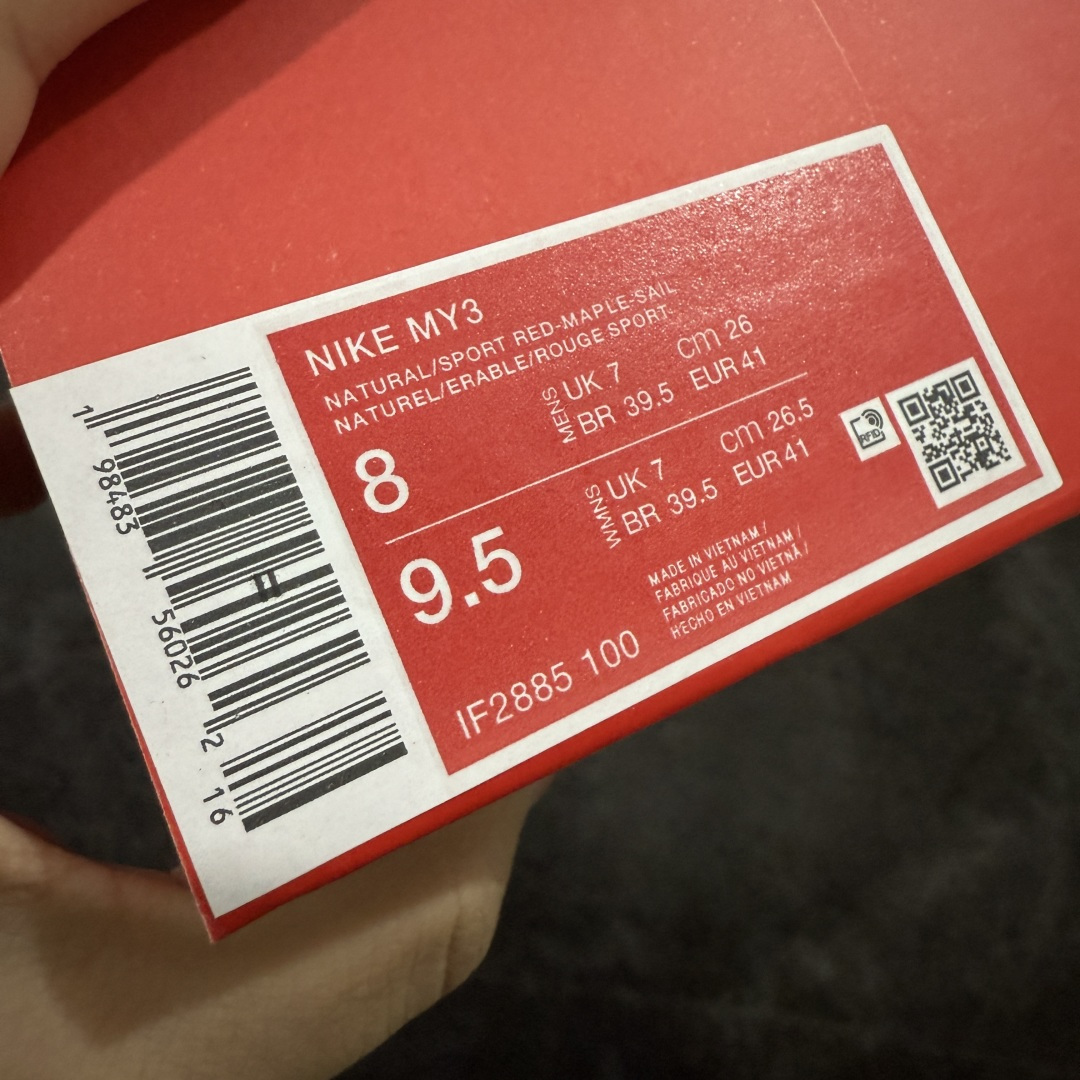 NIKE MY3
NATURAL/SPORT RED-MAPLE-SAIL
NATUREL/ERABLE/ROUGE SPORT-
8
MENS
UK 7 cm 26
BR 39.5 EUR 41
9.5
WMNS
UK 7 cm 26.5
BR 39.5 EUR 41
RFID
MADE IN VIETNAM /
FABRIQUE AU VIETNAM /
FABRICADO NO VIETNÃ /
HECHO EN VIETNAM
IF2885 100
1 98483 56026 2 16